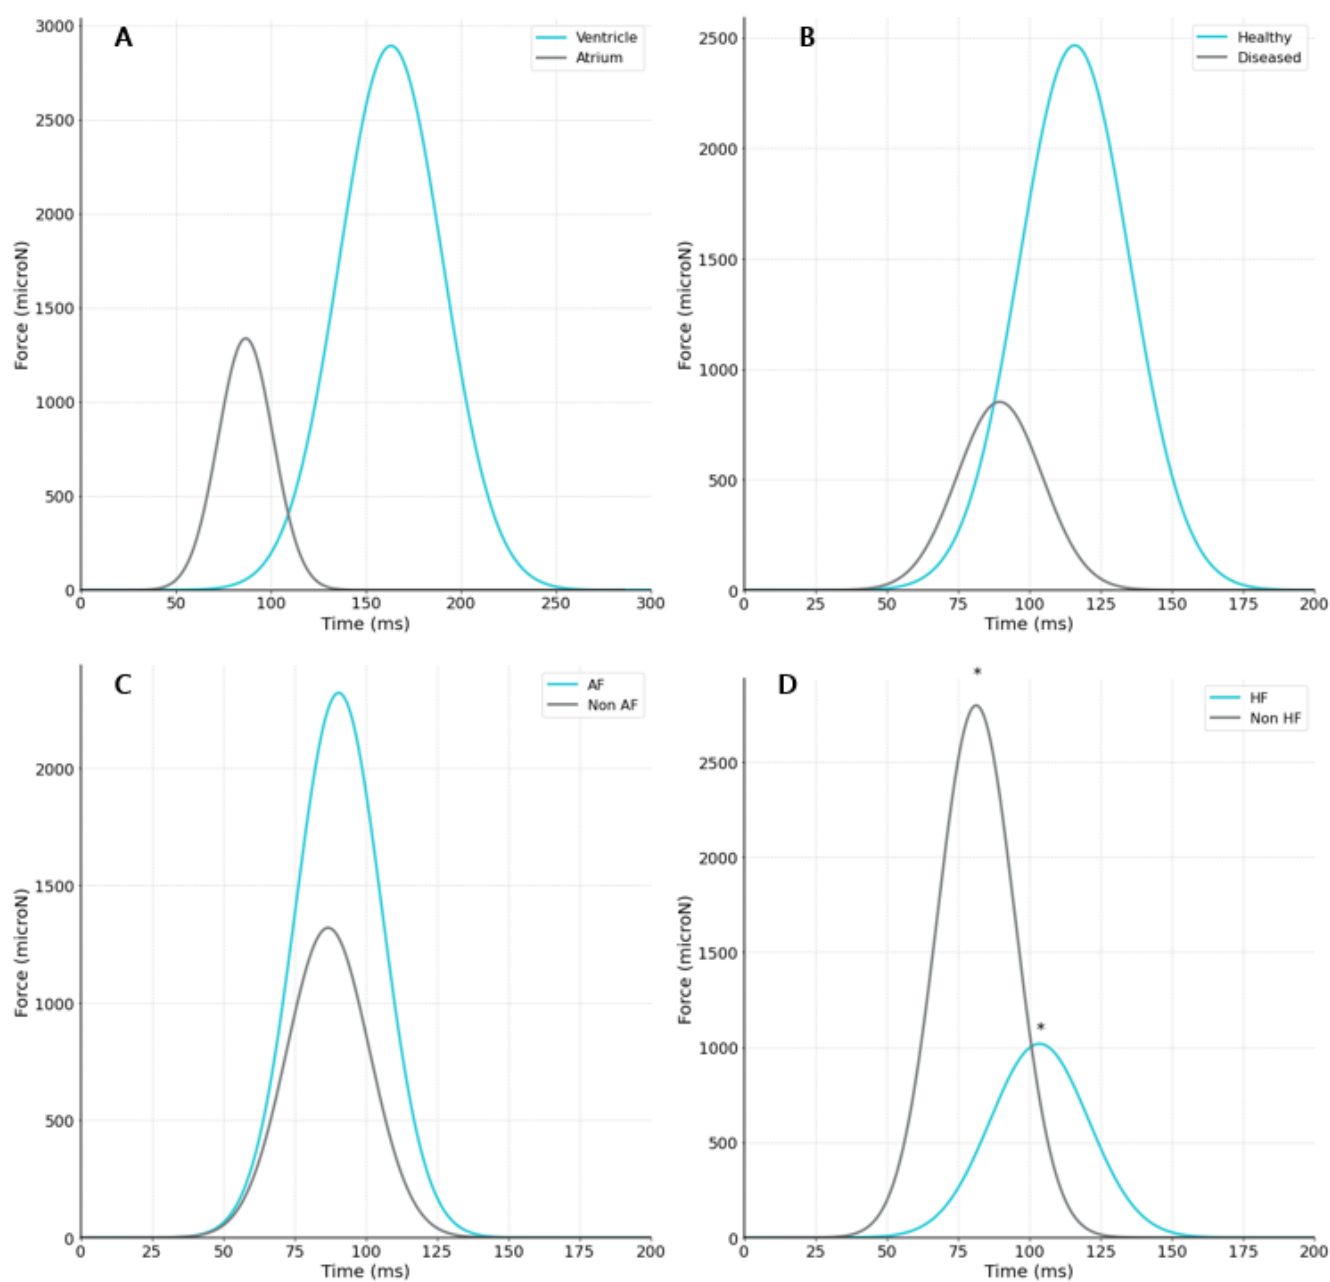 A
Ventricle
Atrium
3000
2500
2000
1500
1000
500
0
Force (microN)
0 50 100 150 200 250 300
Time (ms)
B
Healthy
Diseased
2500
2000
1500
1000
500
0
Force (microN)
0 25 50 75 100 125 150 175 200
Time (ms)
C
AF
Non AF
2000
1500
1000
500
0
Force (microN)
0 25 50 75 100 125 150 175 200
Time (ms)
*
D
HF
Non HF
2500
2000
1500
1000
*
500
0
Force (microN)
0 25 50 75 100 125 150 175 200
Time (ms)